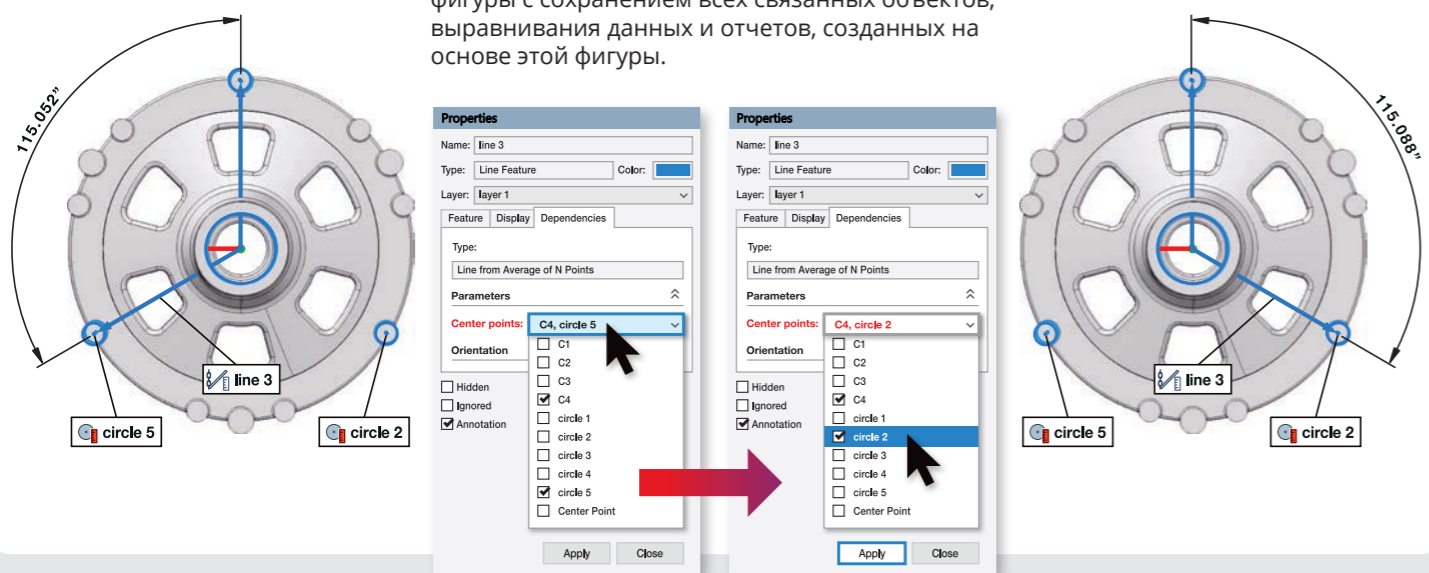 фигуры с сохранением всех связанных объектов,
выравнивания данных и отчетов, созданных на
основе этой фигуры.
115.052”
line 3
circle 5
circle 2
Properties
Name: line 3
Type: Line Feature Color:
Layer: layer 1
Feature Display Dependencies
Type:
Line from Average of N Points
Parameters
Center points: C4, circle 5
Orientation
C1
C2
C3
C4
circle 1
circle 2
circle 3
circle 4
circle 5
Center Point
Hidden
Ignored
Annotation
Apply Close
Properties
Name: line 3
Type: Line Feature Color:
Layer: layer 1
Feature Display Dependencies
Type:
Line from Average of N Points
Parameters
Center points: C4, circle 2
Orientation
C1
C2
C3
C4
circle 1
circle 2
circle 3
circle 4
circle 5
Center Point
Hidden
Ignored
Annotation
Apply Close
115.088”
line 3
circle 5
circle 2